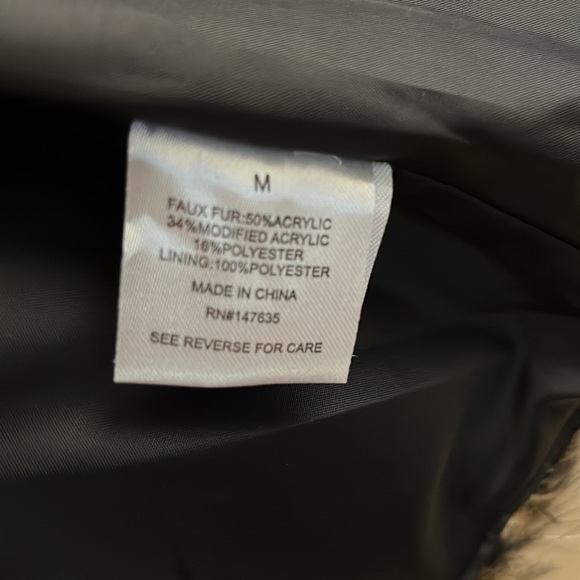 M
FAUX FUR:50%ACRYLIC
34%MODIFIED ACRYLIC
16%POLYESTER
LINING:100%POLYESTER
MADE IN CHINA
RN#147635
SEE REVERSE FOR CARE